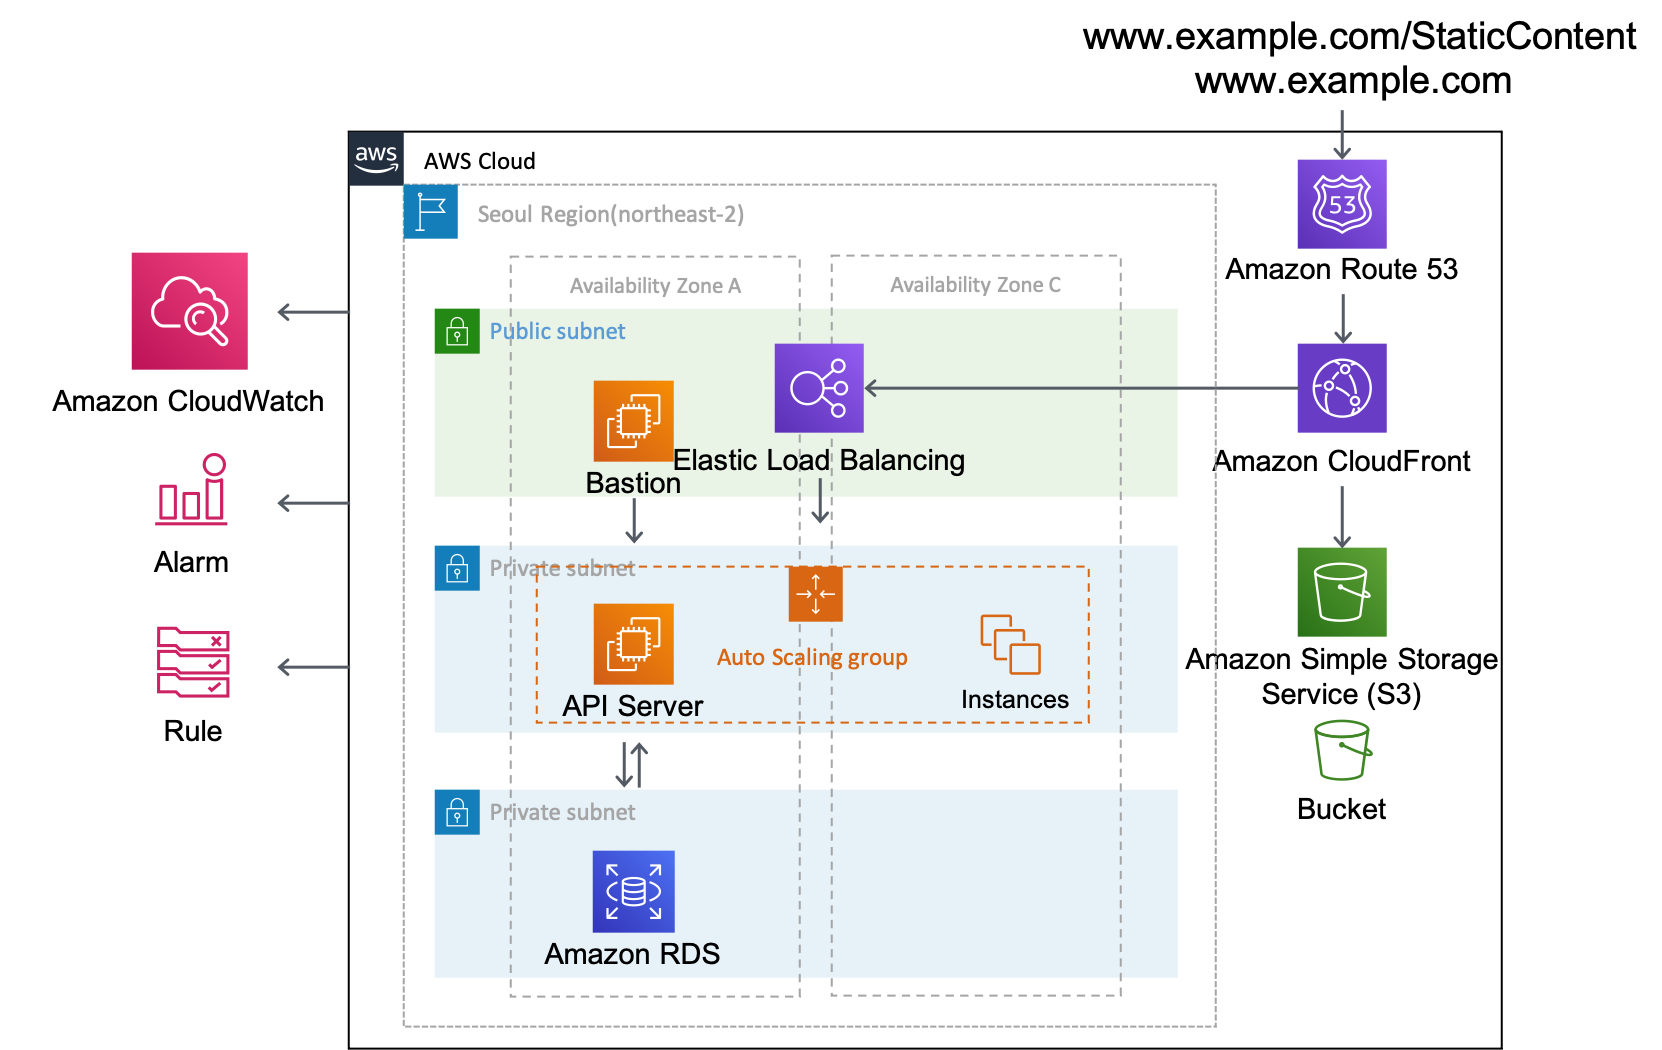 www.example.com/StaticContent
www.example.com
aws
AWS Cloud
Seoul Region(northeast-2)
53
Amazon Route 53
Availability Zone A
Availability Zone C
Public subnet
Amazon CloudWatch
Bastion
Elastic Load Balancing
Amazon CloudFront
Alarm
Private subnet
API Server
Auto Scaling group
Instances
Amazon Simple Storage
Service (S3)
Rule
Bucket
Private subnet
Amazon RDS